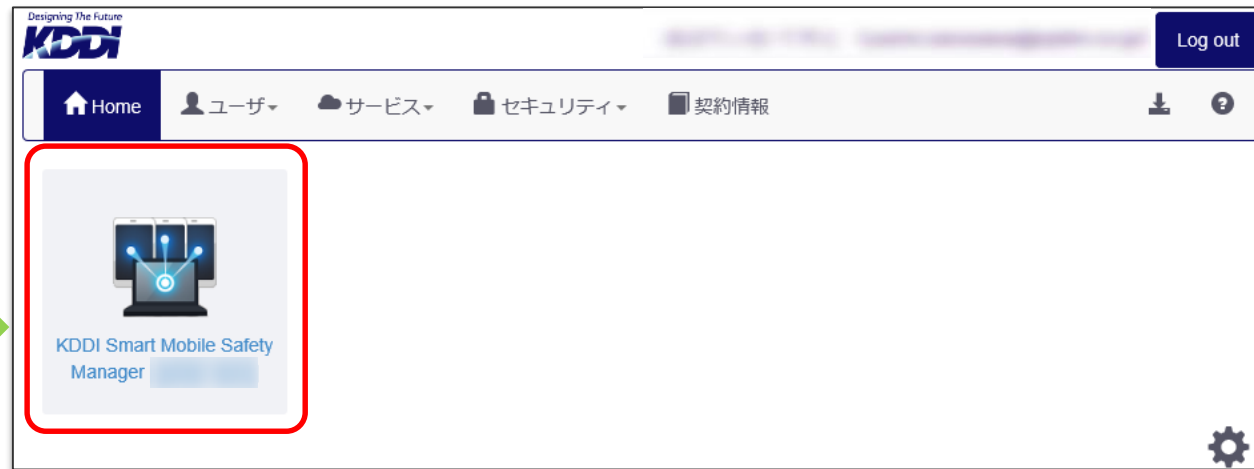 Designing The Future
KDDI
Log out
Home ユーザ サービス セキュリティ 契約情報
KDDI Smart Mobile Safety
Manager